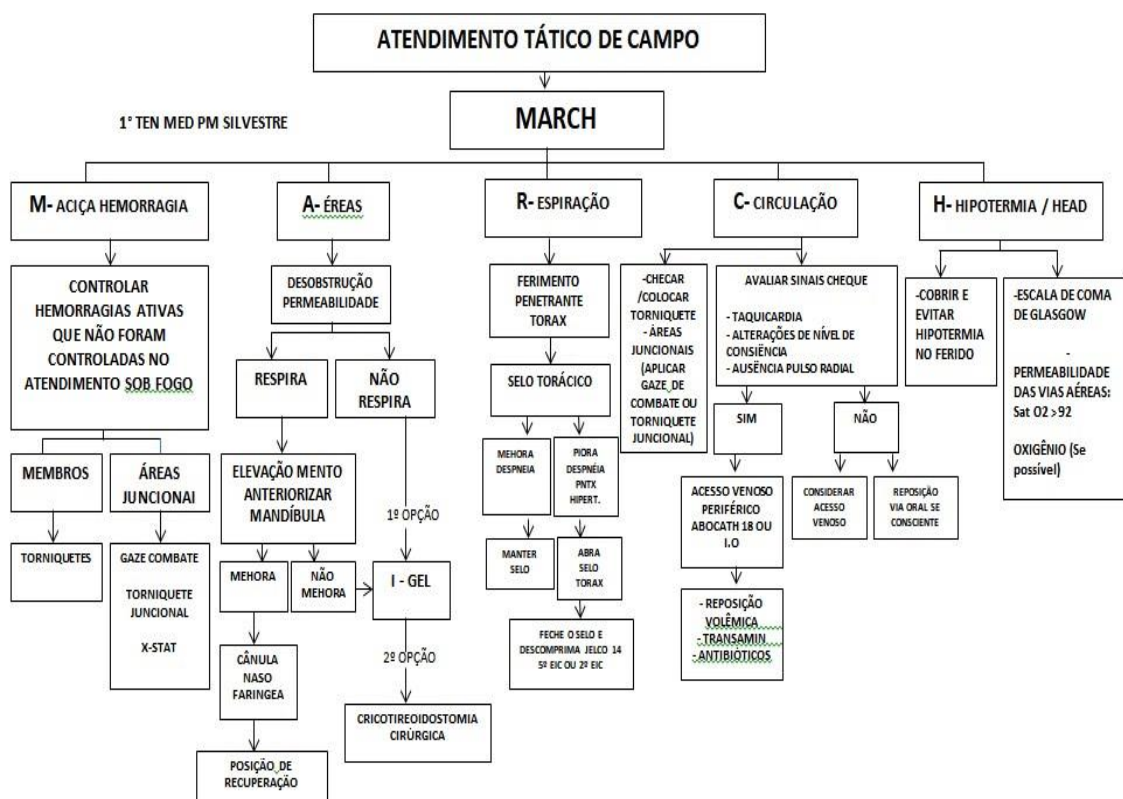 ATENDIMENTO TÁTICO DE CAMPO
MARCH
1° TEN MED PM SILVESTRE
M- ACIÇA HEMORRAGIA
CONTROLAR
HEMORRAGIAS ATIVAS
QUE NÃO FORAM
CONTROLADAS NO
ATENDIMENTO SOB FOGO
MEMBROS
TORNIQUETES
ÁREAS
JUNCIONAI
GAZE COMBATE
TORNIQUETE
JUNCIONAL
X-STAT
A- ÉREAS
DESOBSTRUÇÃO
PERMEABILIDADE
RESPIRA
NÃO
RESPIRA
ELEVAÇÃO MENTO
ANTERIORIZAR
MANDÍBULA
1º OPÇÃO
MEHORA
NÃO
MEHORA
I - GEL
CÂNULA
NASO
FARINGEA
2º OPÇÃO
CRICOTIREOIDOSTOMIA
CIRÚRGICA
POSIÇÃO DE
RECUPERAÇÃO
R- ESPIRAÇÃO
FERIMENTO
PENETRANTE
TORAX
SELO TORÁCICO
MEHORA
DESPNEIA
PIORA
DESPNÉIA
PNTX
HIPERT.
MANTER
SELO
ABRA
SELO
TORAX
FECHE O SELO E
DESCOMPRIMA JELCO 14
5º EIC OU 2º EIC
C- CIRCULAÇÃO
-CHECAR
/COLOCAR
TORNIQUETE
- ÁREAS
JUNCIONAIS
(APLICAR
GAZE DE
COMBATE OU
TORNIQUETE
JUNCIONAL)
AVALIAR SINAIS CHEQUE
- TAQUICARDIA
- ALTERAÇÕES DE NÍVEL DE
CONSIÊNCIA
- AUSÊNCIA PULSO RADIAL
SIM
NÃO
ACESSO VENOSO
PERIFÉRICO
ABOCATH 18 OU
I.O
- REPOSIÇÃO
VOLÊMICA
- TRANSAMIN
- ANTIBIÓTICOS
CONSIDERAR
ACESSO
VENOSO
REPOSIÇÃO
VIA ORAL SE
CONSCIENTE
H- HIPOTERMIA / HEAD
-COBRIR E
EVITAR
HIPOTERMIA
NO FERIDO
-ESCALA DE COMA
DE GLASGOW
-
PERMEABILIDADE
DAS VIAS AÉREAS:
Sat O2 >92
OXIGÊNIO (Se
possível)